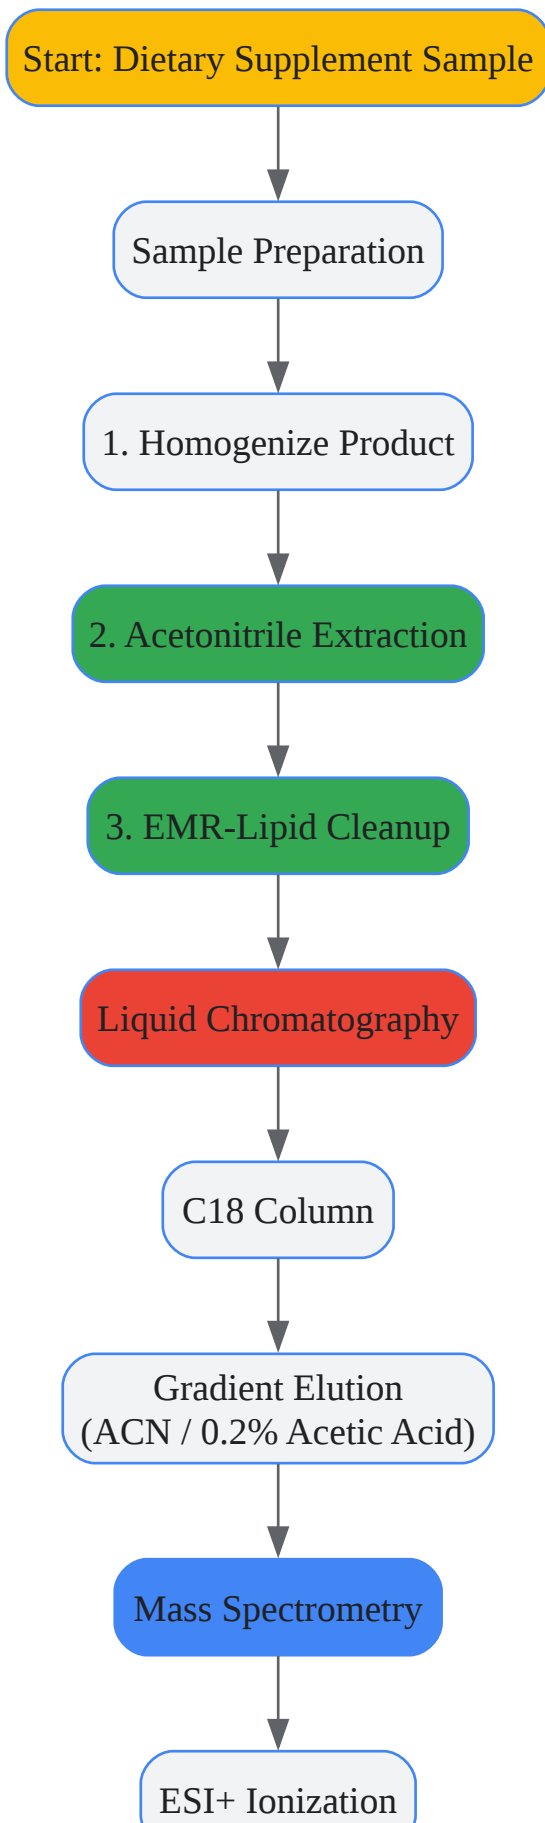 Start: Dietary Supplement Sample
Sample Preparation
1. Homogenize Product
2. Acetonitrile Extraction
3. EMR-Lipid Cleanup
Liquid Chromatography
C18 Column
Gradient Elution
(ACN / 0.2% Acetic Acid)
Mass Spectrometry
ESI+ Ionization